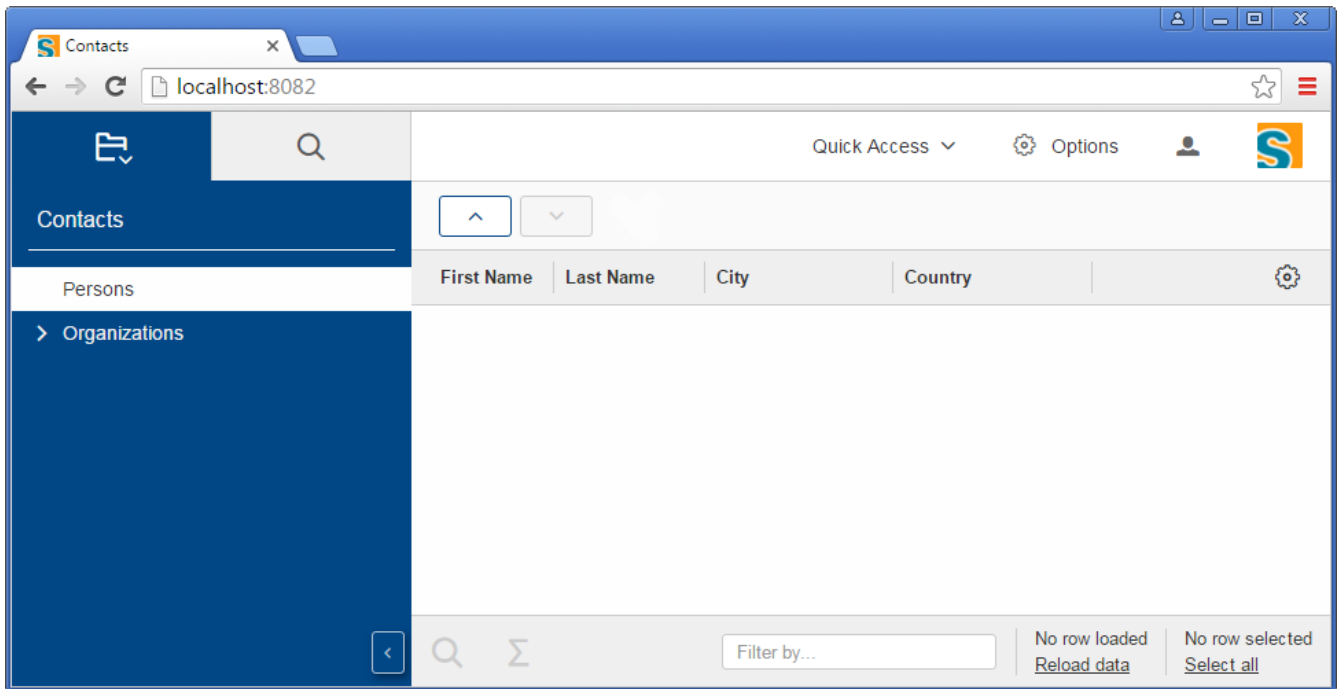 Contacts
localhost:8082
Quick Access
Options
Contacts
First Name
Last Name
City
Country
Persons
Organizations
Σ
Filter by...
No row loaded
Reload data
No row selected
Select all